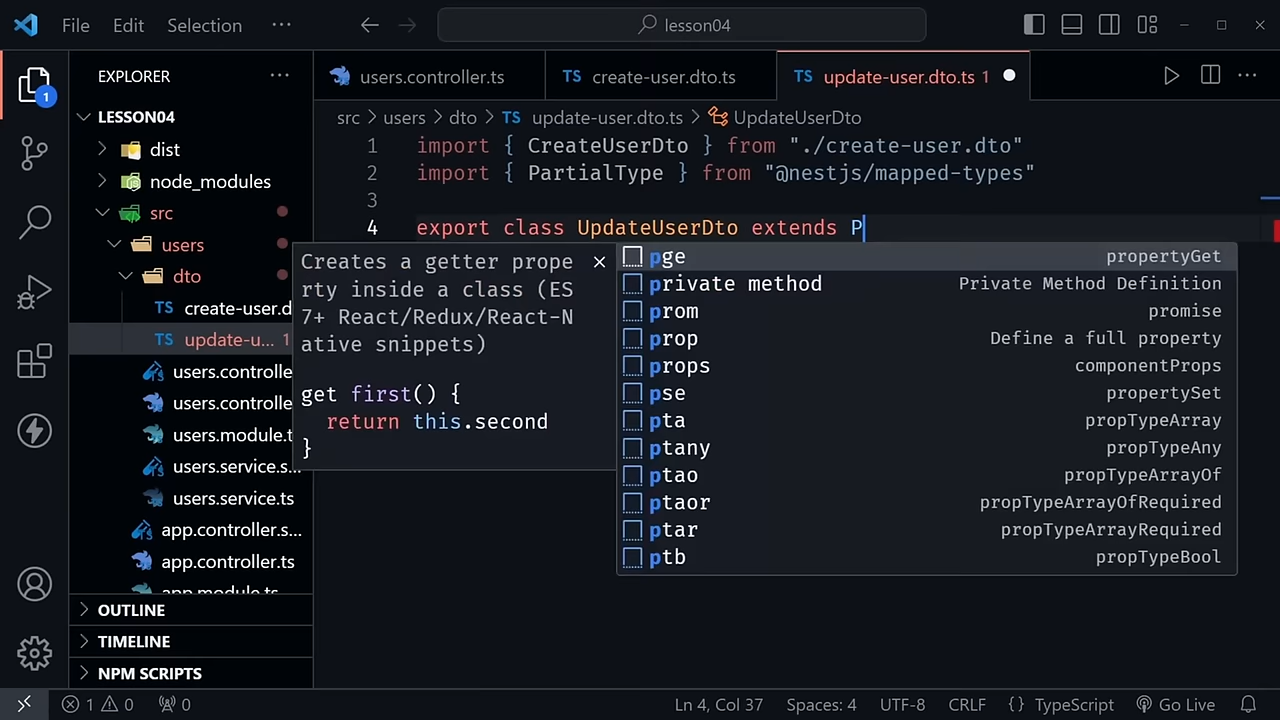 File Edit Selection ···
lesson04
EXPLORER ···
LESSON04
dist
node_modules
src
users
dto
create-user.d
update-u... 1
users.controlle
users.controlle
users.module.t
users.service.s...
users.service.ts
app.controller.s...
app.controller.ts
app.module.ts
OUTLINE
TIMELINE
NPM SCRIPTS
1
users.controller.ts
TS create-user.dto.ts
TS update-user.dto.ts 1
src > users > dto > TS update-user.dto.ts > UpdateUserDto
1 import { CreateUserDto } from "./create-user.dto"
2 import { PartialType } from "@nestjs/mapped-types"
3
4 export class UpdateUserDto extends P
Creates a getter prope
rty inside a class (ES
7+ React/Redux/React-N
ative snippets)
get first() {
return this.second
}
pge propertyGet
private method Private Method Definition
prom promise
prop Define a full property
props componentProps
pse propertySet
pta propTypeArray
ptany propTypeAny
ptao propTypeArrayOf
ptaor propTypeArrayOfRequired
ptar propTypeArrayRequired
ptb propTypeBool
1 0 0 Ln 4, Col 37 Spaces: 4 UTF-8 CRLF {} TypeScript Go Live